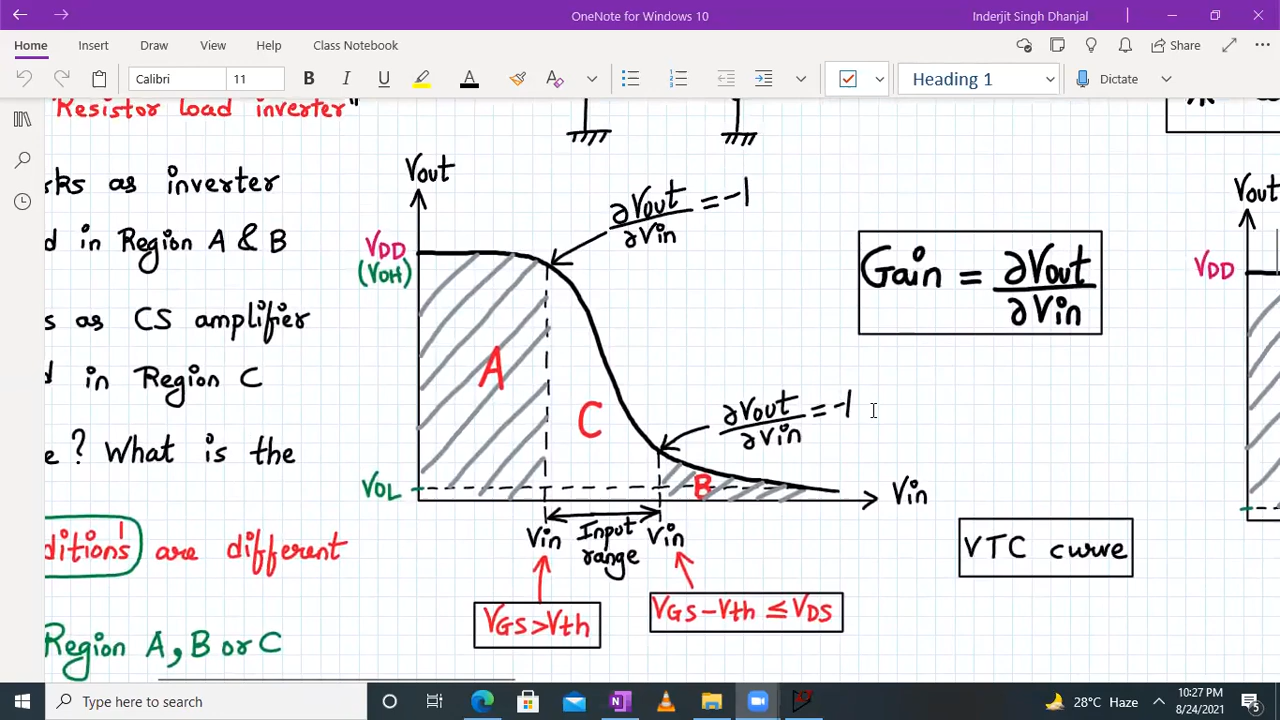 OneNote for Windows 10
Inderjit Singh Dhanjal
Home Insert Draw View Help Class Notebook
Share
Calibri 11 B I U A Heading 1 Dictate
"Resistor load inverter"
rks as inverter
d in Region A & B
s as CS amplifier
d in Region C
e? What is the
ditions' are different
Region A, B or C
Vout
VDD
(VOH)
VOL
∂Vout/∂Vin = -1
A
C
B
∂Vout/∂Vin = -1
Vin
Vin Input range Vin
VGS > Vth
VGS - Vth ≤ VDS
Gain = ∂Vout/∂Vin
VTC curve
Vout
VDD
Type here to search
28°C Haze
10:27 PM
8/24/2021
5